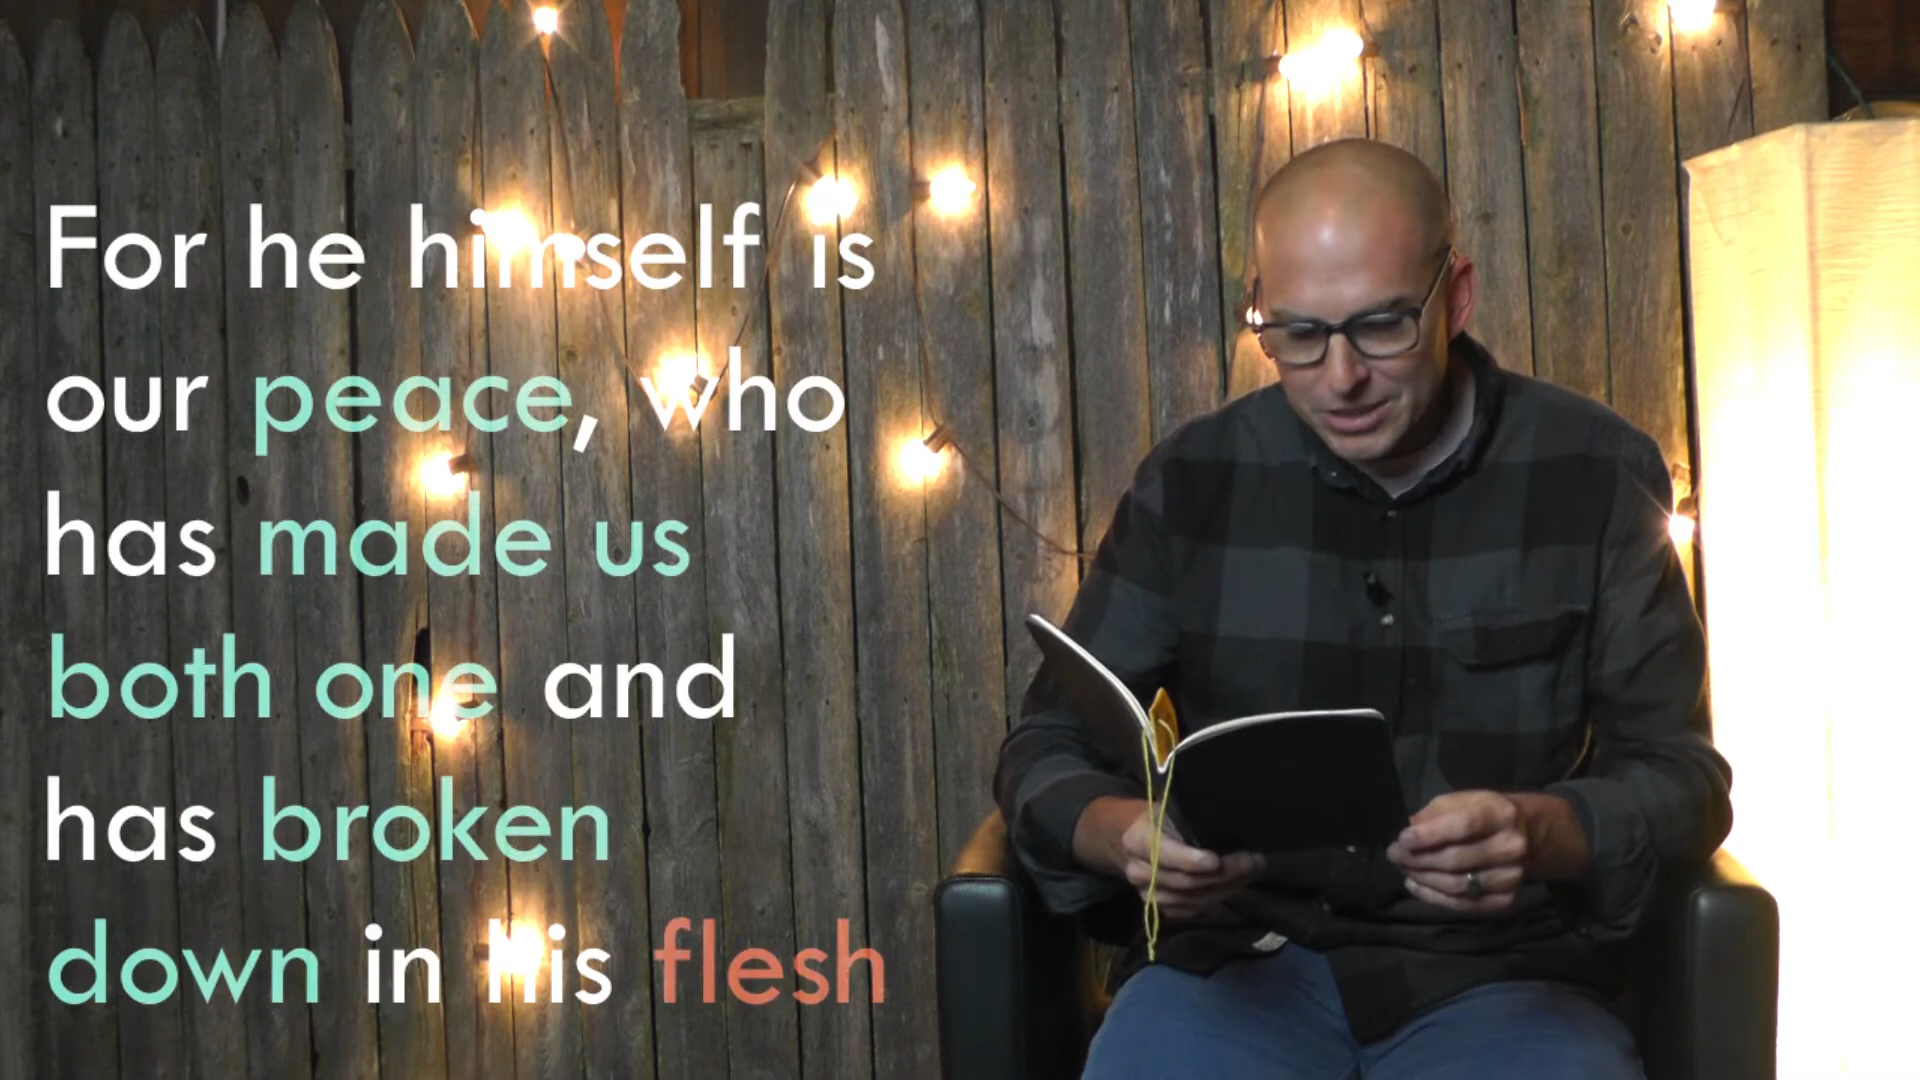 For he himself is
our peace, who
has made us
both one and
has broken
down in his flesh